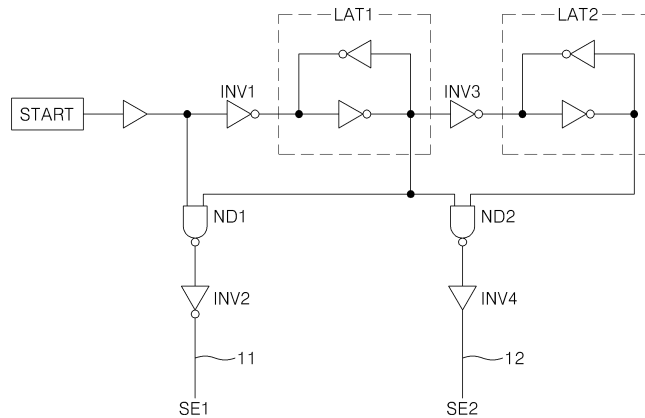 LAT1
LAT2
INV1
INV3
START
ND1
ND2
INV2
INV4
11
12
SE1
SE2